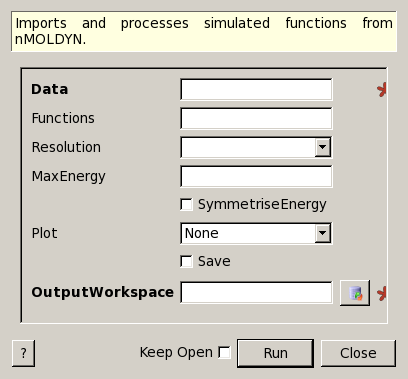 Imports and processes simulated functions from
nMOLDYN.
Data
Functions
Resolution
MaxEnergy
SymmetriseEnergy
Plot None
Save
OutputWorkspace
? Keep Open Run Close